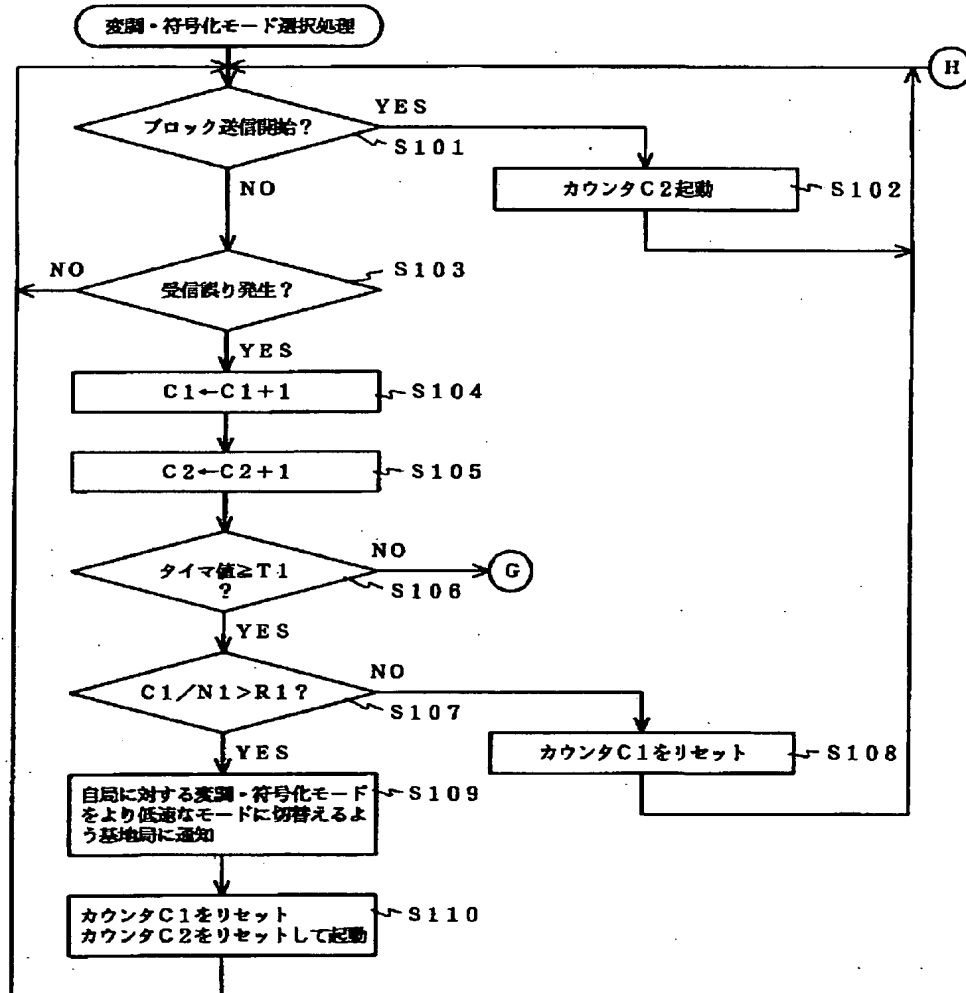 変調・符号化モード選択処理
H
ブロック送信開始？
YES
S101
NO
カウンタC2起動
S102
受信誤り発生？
NO
S103
YES
C1←C1+1
S104
C2←C2+1
S105
タイマ値≧T1
？
NO
G
S106
YES
C1／N1>R1？
NO
S107
YES
カウンタC1をリセット
S108
自局に対する変調・符号化モード
をより低速なモードに切替えるよ
う基地局に通知
S109
カウンタC1をリセット
カウンタC2をリセットして起動
S110